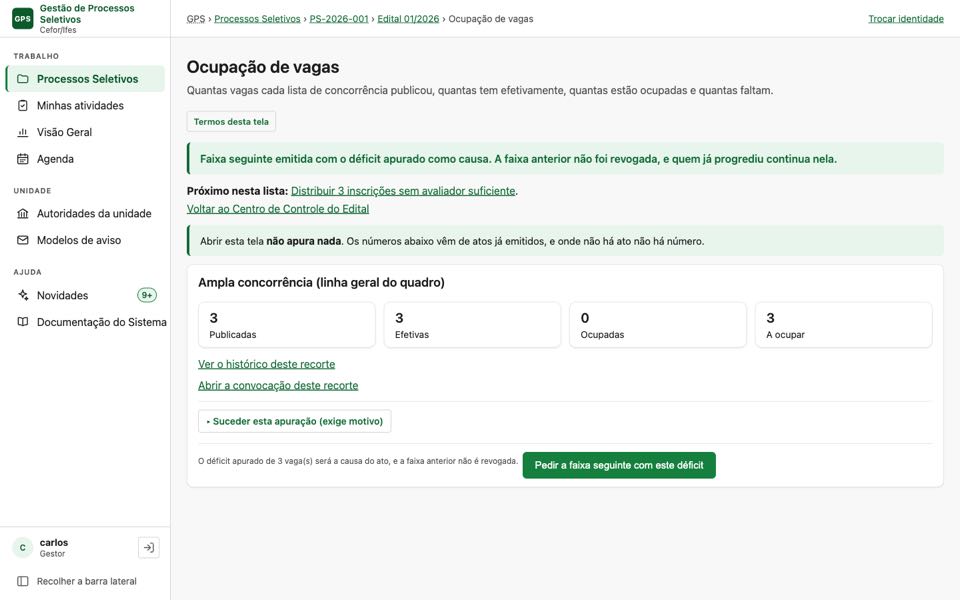 GPS
Gestão de Processos
Seletivos
Cefor/Ifes
GPS › Processos Seletivos › PS-2026-001 › Edital 01/2026 › Ocupação de vagas
Trocar identidade
TRABALHO
Processos Seletivos
Minhas atividades
Visão Geral
Agenda
UNIDADE
Autoridades da unidade
Modelos de aviso
AJUDA
Novidades 9+
Documentação do Sistema
Ocupação de vagas
Quantas vagas cada lista de concorrência publicou, quantas tem efetivamente, quantas estão ocupadas e quantas faltam.
Termos desta tela
Faixa seguinte emitida com o déficit apurado como causa. A faixa anterior não foi revogada, e quem já progrediu continua nela.
Próximo nesta lista: Distribuir 3 inscrições sem avaliador suficiente.
Voltar ao Centro de Controle do Edital
Abrir esta tela não apura nada. Os números abaixo vêm de atos já emitidos, e onde não há ato não há número.
Ampla concorrência (linha geral do quadro)
3
Publicadas
3
Efetivas
0
Ocupadas
3
A ocupar
Ver o histórico deste recorte
Abrir a convocação deste recorte
▸ Suceder esta apuração (exige motivo)
O déficit apurado de 3 vaga(s) será a causa do ato, e a faixa anterior não é revogada.
Pedir a faixa seguinte com este déficit
C
carlos
Gestor
Recolher a barra lateral